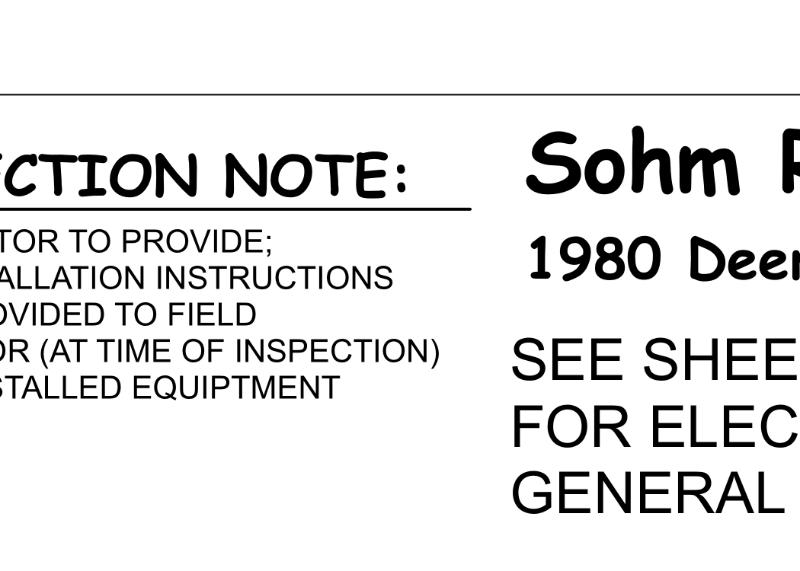 ECTION NOTE:
TOR TO PROVIDE;
ALLATION INSTRUCTIONS
OVIDED TO FIELD
OR (AT TIME OF INSPECTION)
STALLED EQUIPTMENT
Sohm R
1980 Deer
SEE SHEE
FOR ELEC
GENERAL